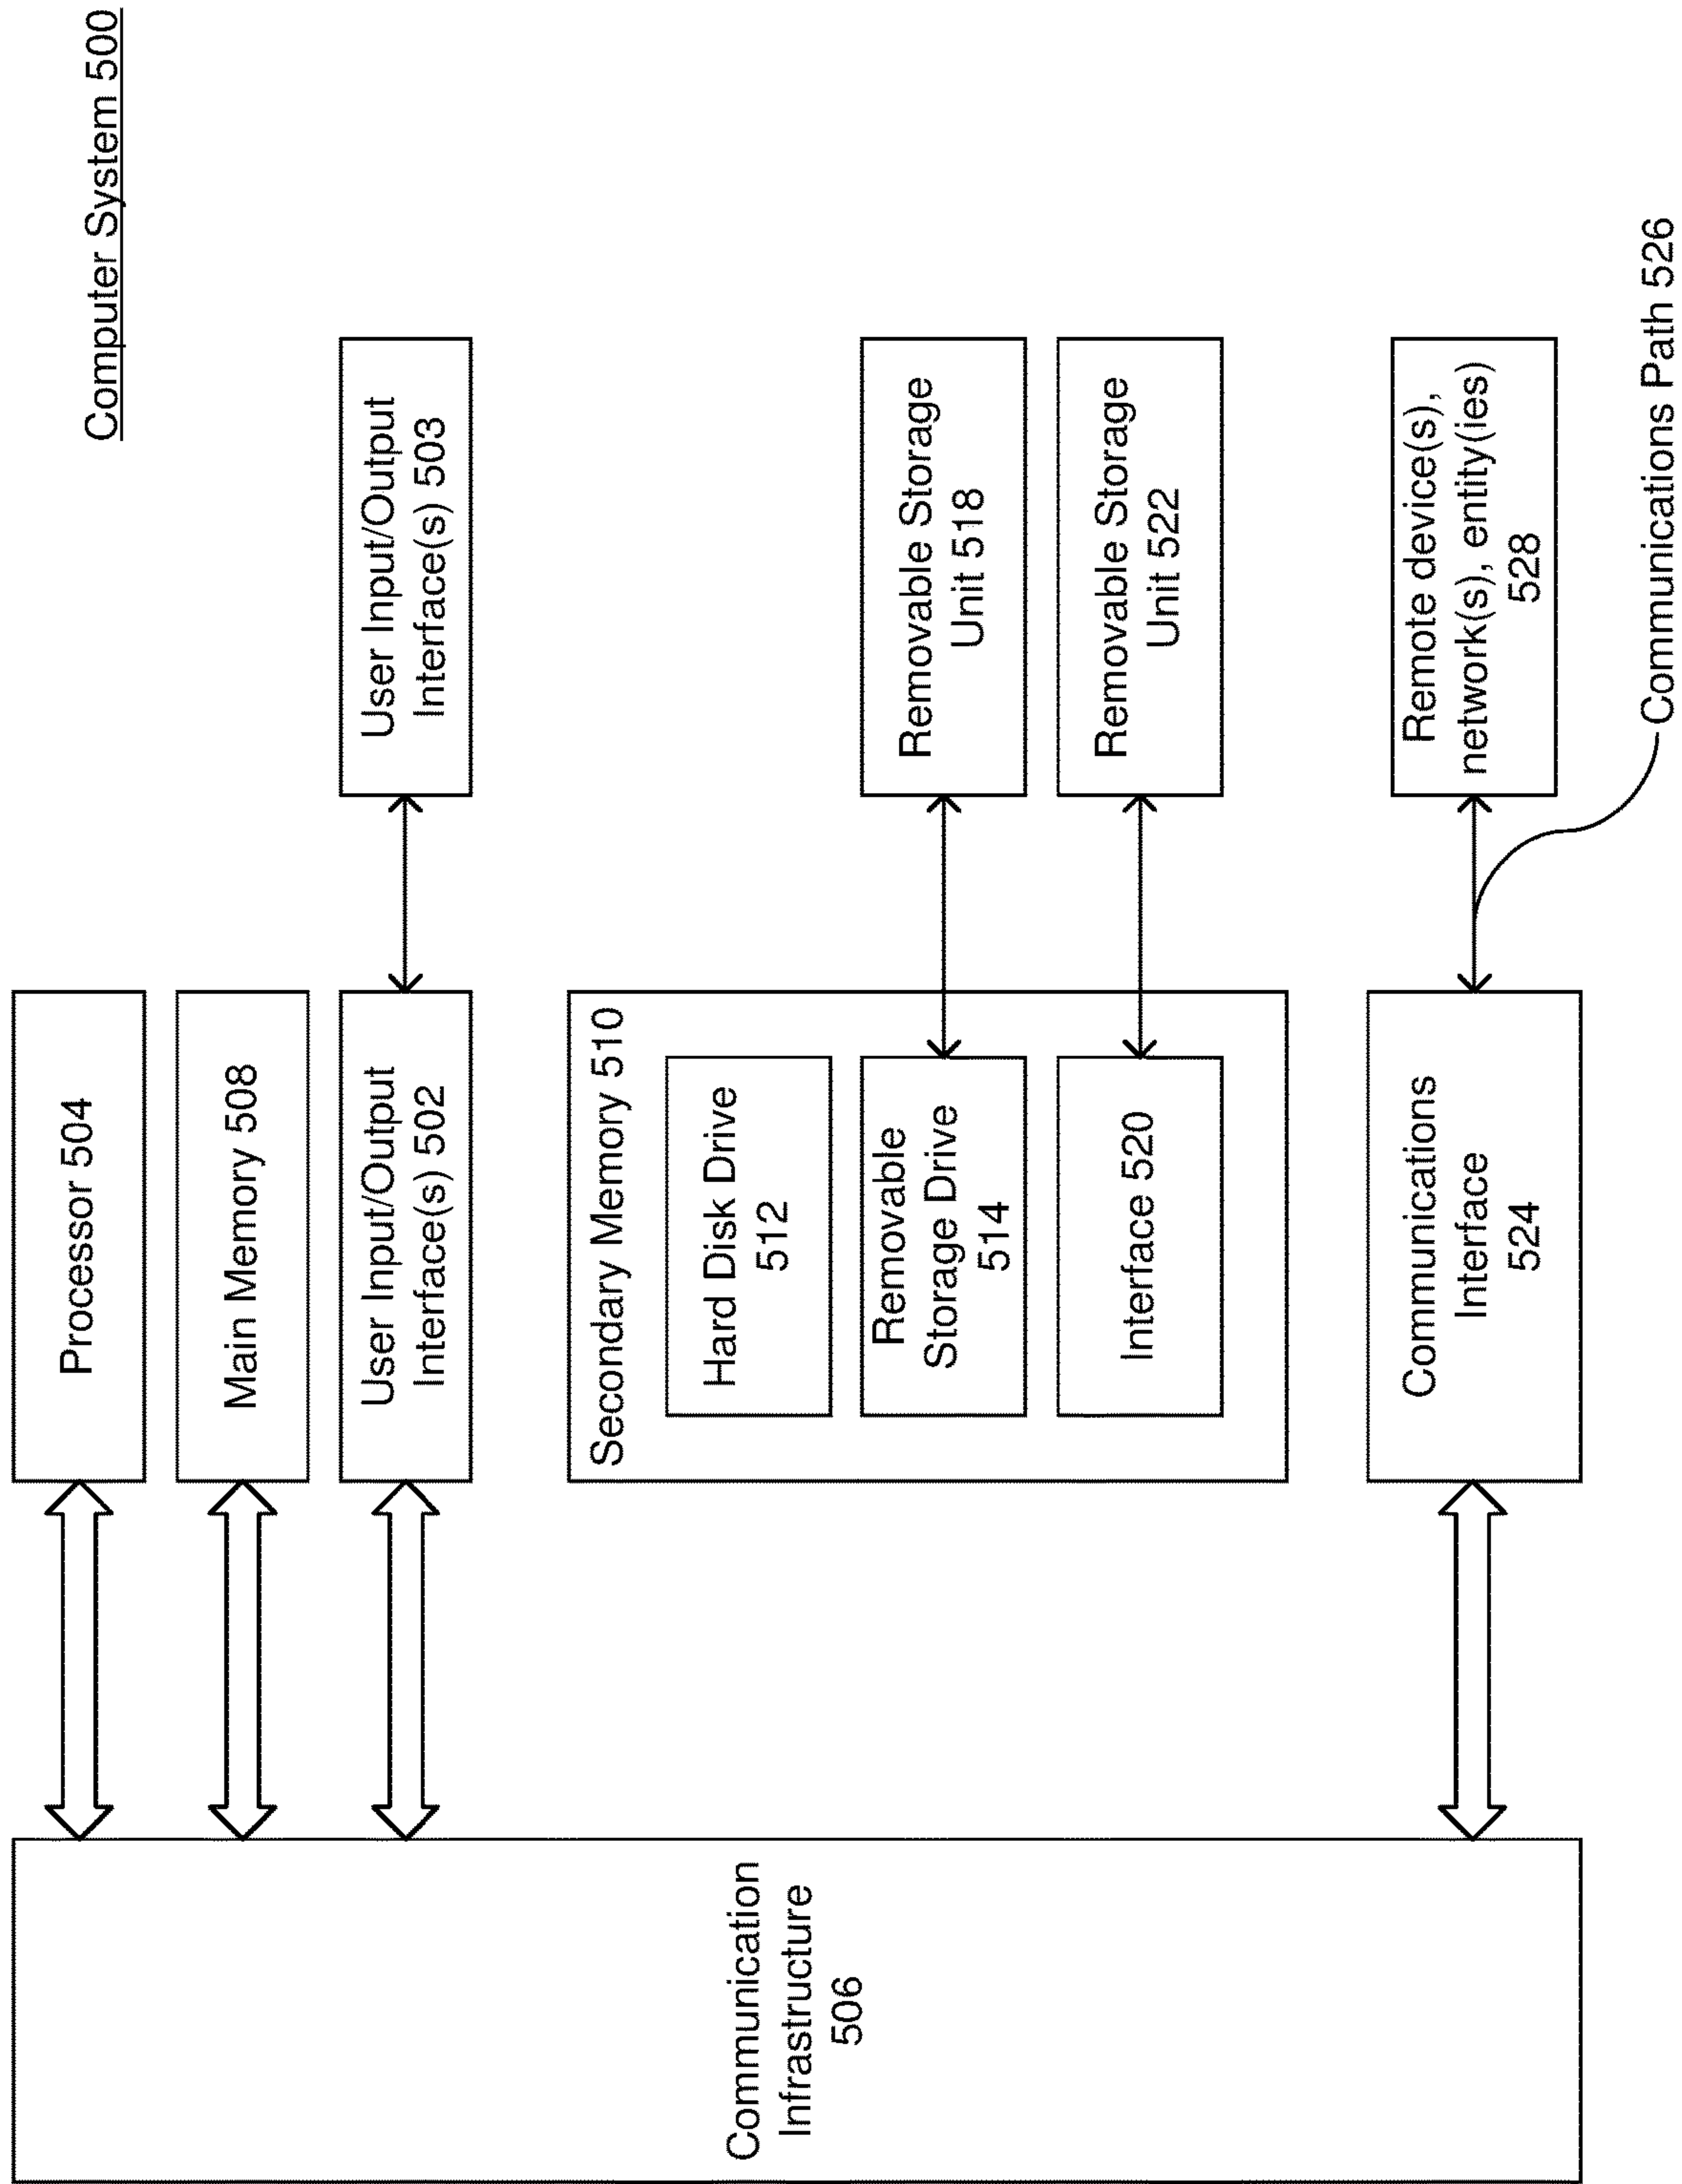 Computer System 500
Processor 504
Main Memory 508
User Input/Output
Interface(s) 502
User Input/Output
Interface(s) 503
Secondary Memory 510
Hard Disk Drive
512
Removable
Storage Drive
514
Removable Storage
Unit 518
Interface 520
Removable Storage
Unit 522
Communications
Interface
524
Remote device(s),
network(s), entity(ies)
528
Communications Path 526
Communication
Infrastructure
506